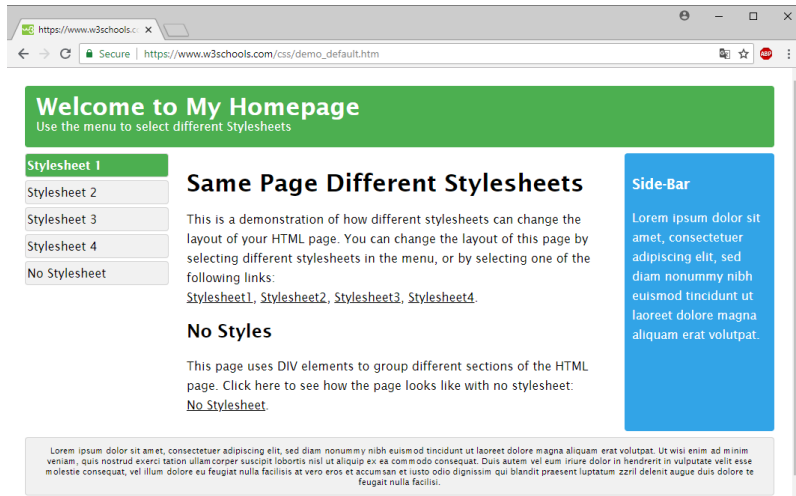 https://www.w3schools.co
Secure
https://www.w3schools.com/css/demo_default.htm
ABP
Welcome to My Homepage
Use the menu to select different Stylesheets
Stylesheet 1
Stylesheet 2
Stylesheet 3
Stylesheet 4
No Stylesheet
Same Page Different Stylesheets
This is a demonstration of how different stylesheets can change the
layout of your HTML page. You can change the layout of this page by
selecting different stylesheets in the menu, or by selecting one of the
following links:
Stylesheet1, Stylesheet2, Stylesheet3, Stylesheet4.
No Styles
This page uses DIV elements to group different sections of the HTML
page. Click here to see how the page looks like with no stylesheet:
No Stylesheet.
Side-Bar
Lorem ipsum dolor sit
amet, consectetuer
adipiscing elit, sed
diam nonummy nibh
euismod tincidunt ut
laoreet dolore magna
aliquam erat volutpat.
Lorem ipsum dolor sit amet, consectetuer adipiscing elit, sed diam nonummy nibh euismod tincidunt ut laoreet dolore magna aliquam erat volutpat. Ut wisi enim ad minim
veniam, quis nostrud exerci tation ullamcorper suscipit lobortis nisl ut aliquip ex ea commodo consequat. Duis autem vel eum iriure dolor in hendrerit in vulputate velit esse
molestie consequat, vel illum dolore eu feugiat nulla facilisis at vero eros et accumsan et iusto odio dignissim qui blandit praesent luptatum zzril delenit augue duis dolore te
feugait nulla facilisi.